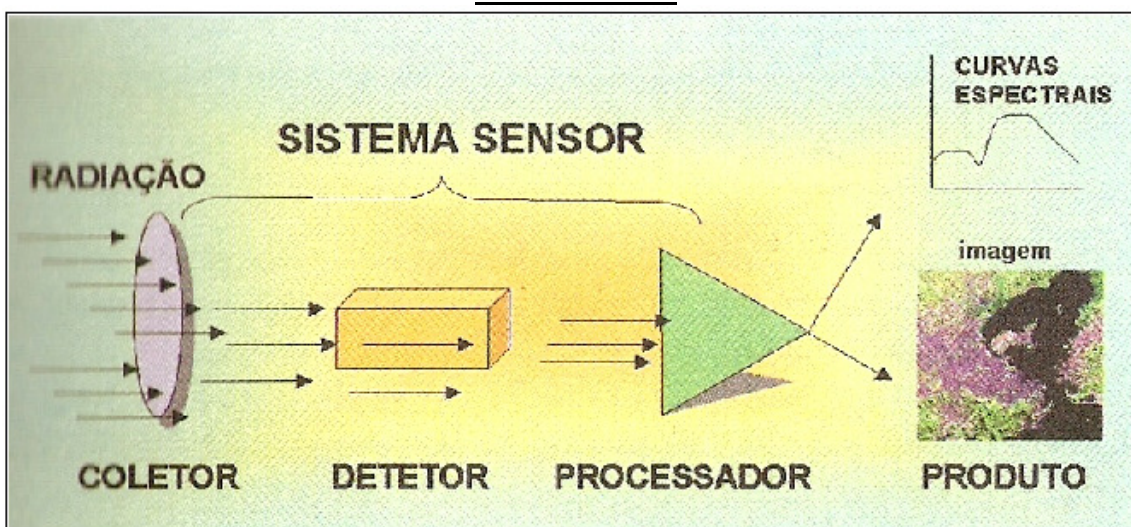 CURVAS
ESPECTRAIS
SISTEMA SENSOR
RADIAÇÃO
imagem
COLETOR DETETOR PROCESSADOR PRODUTO